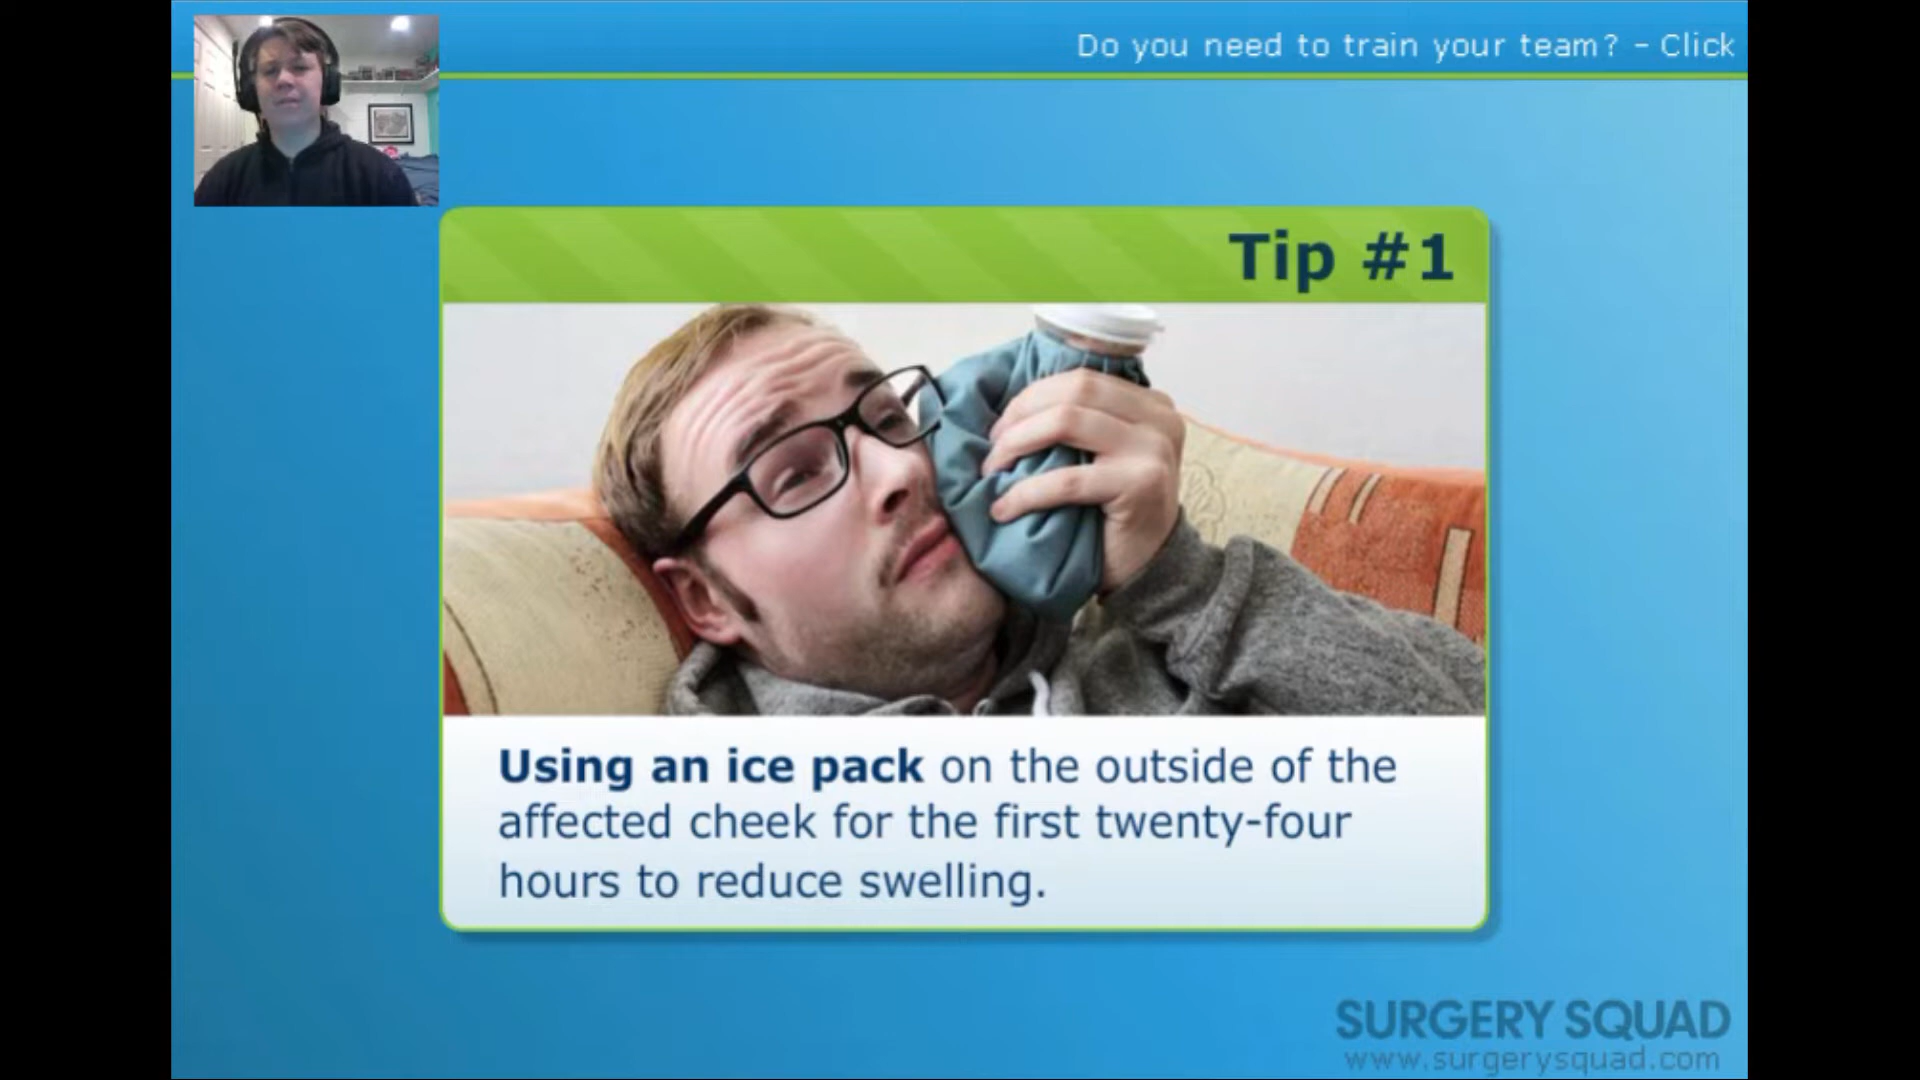 Do you need to train your team? - Click
Tip #1
Using an ice pack on the outside of the
affected cheek for the first twenty-four
hours to reduce swelling.
SURGERY SQUAD
www.surgerysquad.com